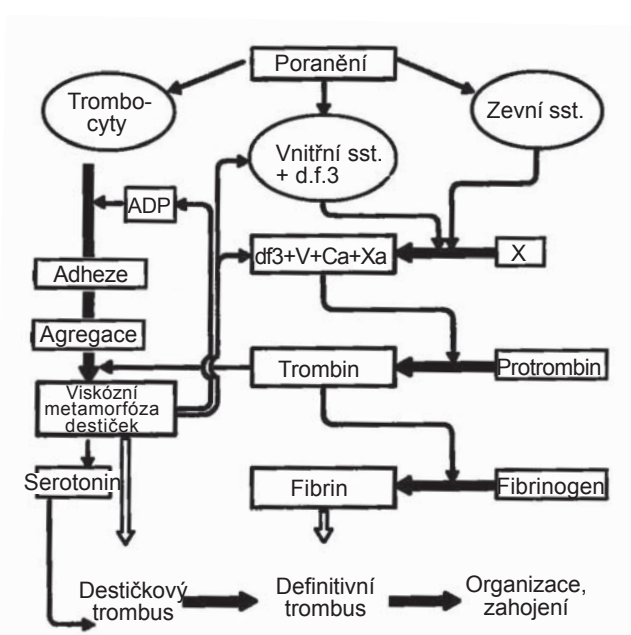 Poranění
Trombo-
cyty
Zevní sst.
Vnitřní sst.
+ d.f.3
ADP
df3+V+Ca+Xa
X
Adheze
Agregace
Trombin
Protrombin
Viskózní
metamorfóza
destiček
Serotonin
Fibrin
Fibrinogen
Destičkový
trombus
Definitivní
trombus
Organizace,
zahojení